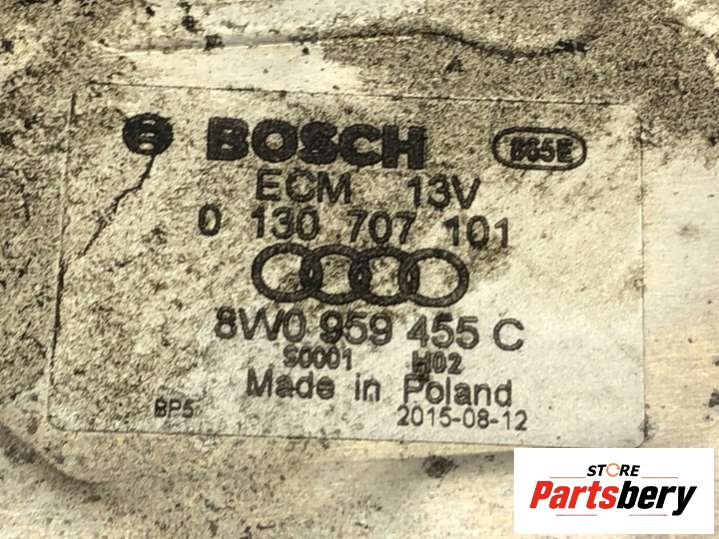 BOSCH 865E
ECM 13V
0 130 707 101
8W0 959 455 C
S0001 H02
Made in Poland
BP5 2015-08-12
STORE
Partsbery